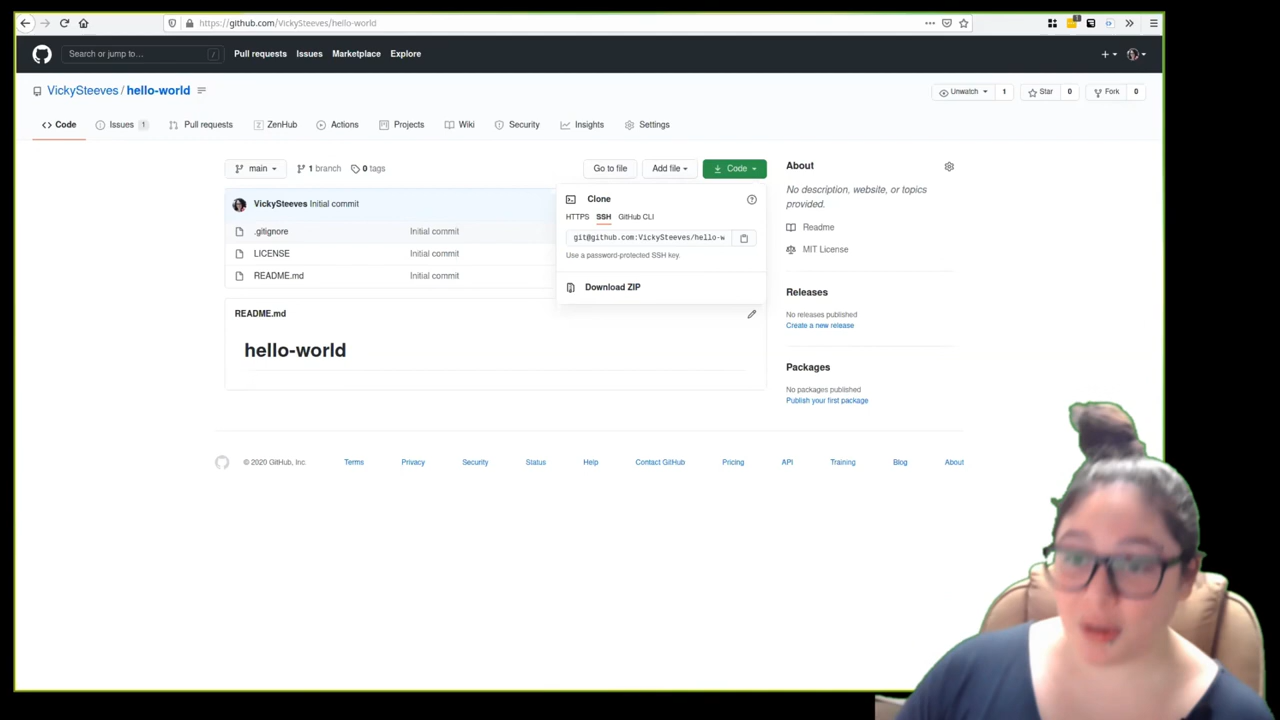 https://github.com/VickySteeves/hello-world
Search or jump to... /
Pull requests Issues Marketplace Explore
VickySteeves / hello-world
Unwatch 1 Star 0 Fork 0
Code Issues 1 Pull requests ZenHub Actions Projects Wiki Security Insights Settings
main 1 branch 0 tags Go to file Add file Code
About
No description, website, or topics
provided.
Readme
MIT License
Releases
No releases published
Create a new release
Packages
No packages published
Publish your first package
VickySteeves Initial commit
.gitignore Initial commit
LICENSE Initial commit
README.md Initial commit
Clone
HTTPS SSH GitHub CLI
git@github.com:VickySteeves/hello-w
Use a password-protected SSH key.
Download ZIP
README.md
hello-world
© 2020 GitHub, Inc. Terms Privacy Security Status Help Contact GitHub Pricing API Training Blog About